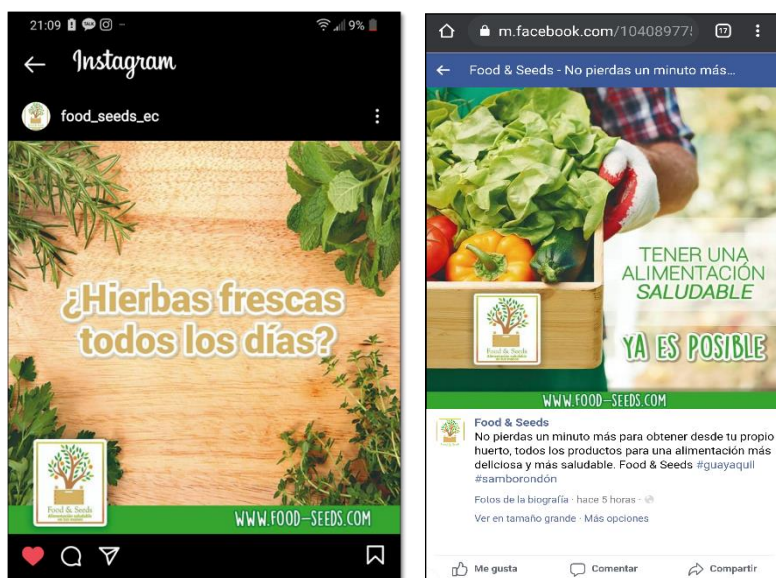 21:09
9%
Instagram
food_seeds_ec
¿Hierbas frescas
todos los días?
Food & Seeds
WWW.FOOD-SEEDS.COM
m.facebook.com/10408977
17
Food & Seeds - No pierdas un minuto más...
TENER UNA
ALIMENTACIÓN
SALUDABLE
YA ES POSIBLE
Food & Seeds
WWW.FOOD-SEEDS.COM
Food & Seeds
No pierdas un minuto más para obtener desde tu propio
huerto, todos los productos para una alimentación más
deliciosa y más saludable. Food & Seeds #guayaquil
#samborondón
Fotos de la biografía · hace 5 horas ·
Ver en tamaño grande · Más opciones
Me gusta
Comentar
Compartir